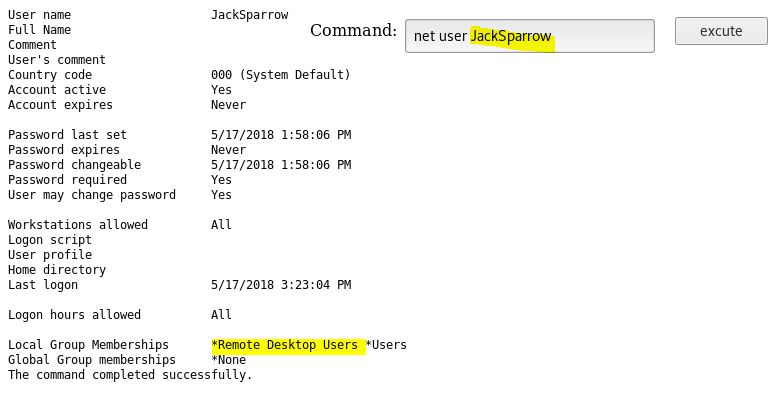 User name JackSparrow
Full Name
Command: net user JackSparrow excute
Comment
User's comment
Country code 000 (System Default)
Account active Yes
Account expires Never
Password last set 5/17/2018 1:58:06 PM
Password expires Never
Password changeable 5/17/2018 1:58:06 PM
Password required Yes
User may change password Yes
Workstations allowed All
Logon script
User profile
Home directory
Last logon 5/17/2018 3:23:04 PM
Logon hours allowed All
Local Group Memberships *Remote Desktop Users *Users
Global Group memberships *None
The command completed successfully.